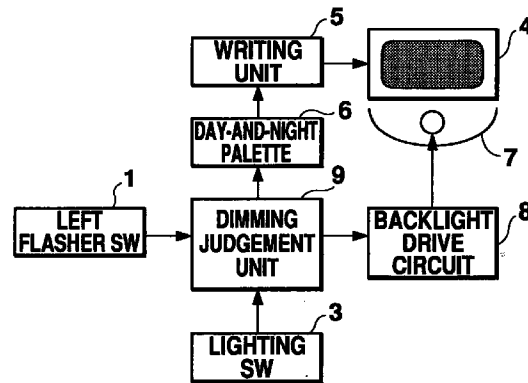 5
4
WRITING
UNIT
6
DAY-AND-NIGHT
PALETTE
7
1
9
LEFT
FLASHER SW
DIMMING
JUDGEMENT
UNIT
BACKLIGHT
DRIVE
CIRCUIT
8
3
LIGHTING
SW